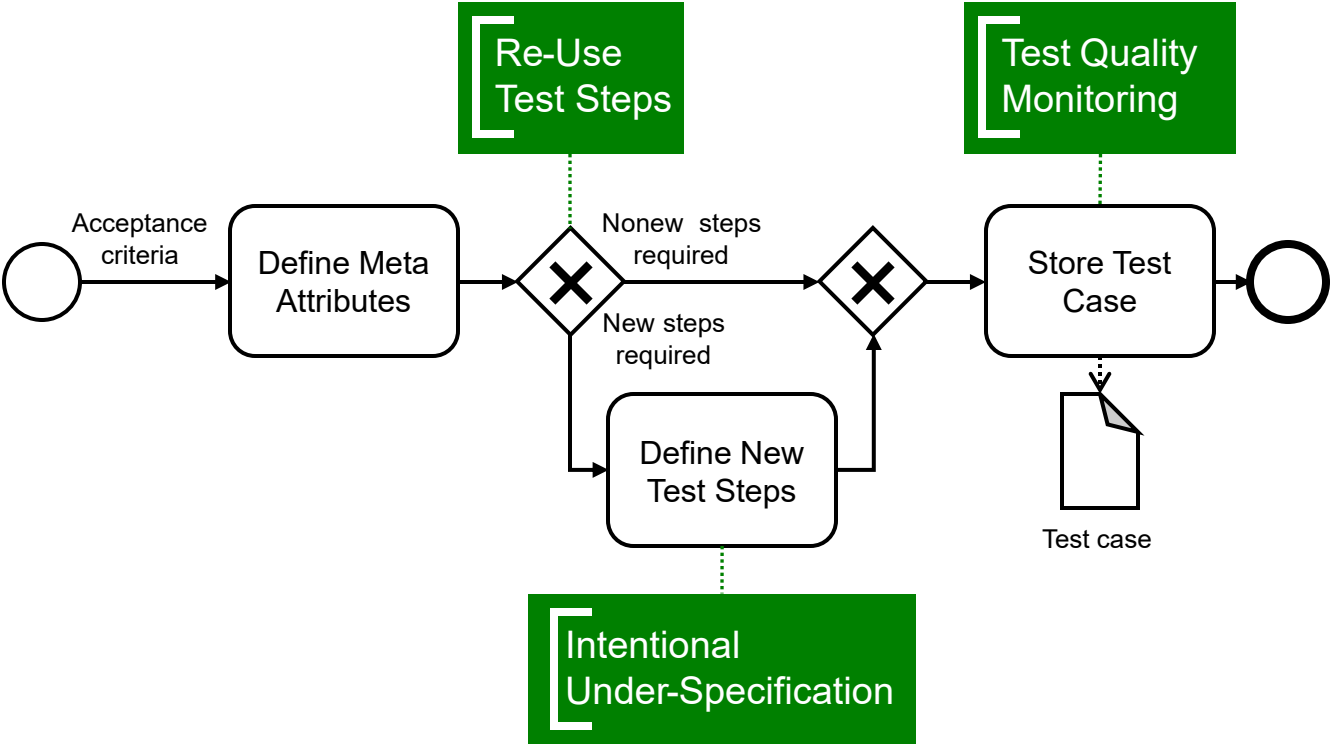 Re-Use
Test Steps
Test Quality
Monitoring
Acceptance
criteria
Define Meta
Attributes
Nonew steps
required
New steps
required
Store Test
Case
Define New
Test Steps
Test case
Intentional
Under-Specification